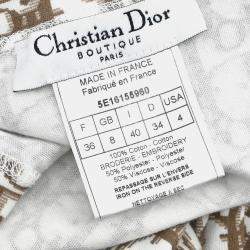 Christian Dior
BOUTIQUE
PARIS
MADE IN FRANCE
Fabriqué en France
5E16155960
F GB I D USA
36 8 40 34 4
100% Coton - Cotton
BRODERIE - EMBROIDERY
50% Polyester - Polyester
50% Viscose - Viscose
REPASSAGE SUR L'ENVERS
IRON ON THE REVERSE SIDE
NETTOYAGE A SEC